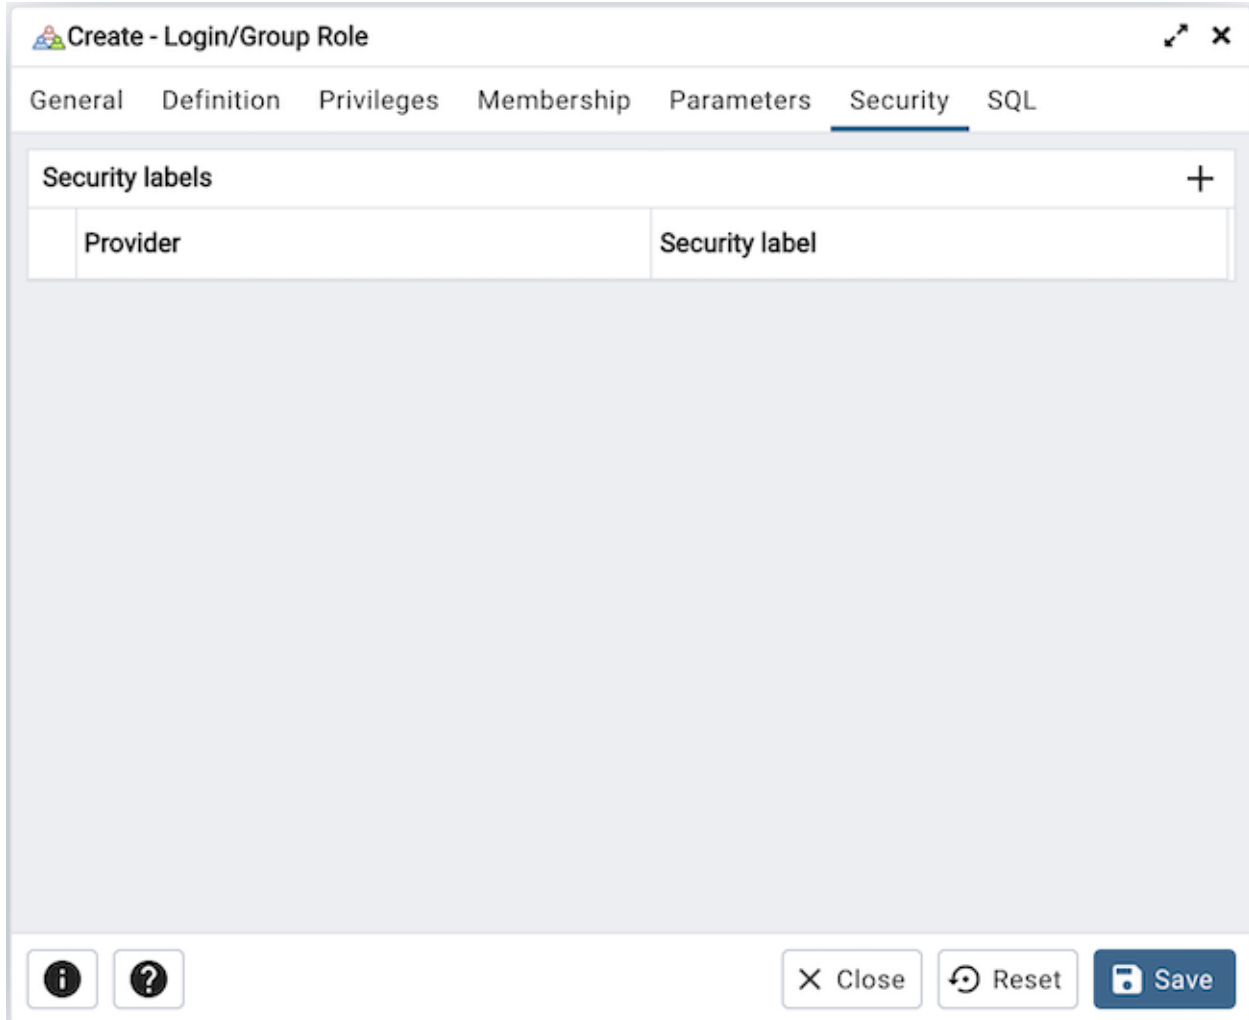 Create - Login/Group Role
General Definition Privileges Membership Parameters Security SQL
Security labels
Provider Security label
Close Reset Save